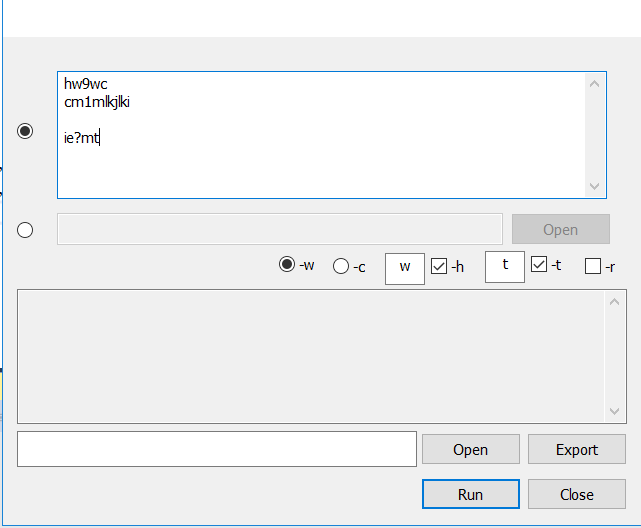 hw9wc
cm1mlkjlki
ie?mt
Open
-w -c w -h t -t -r
Open Export
Run Close